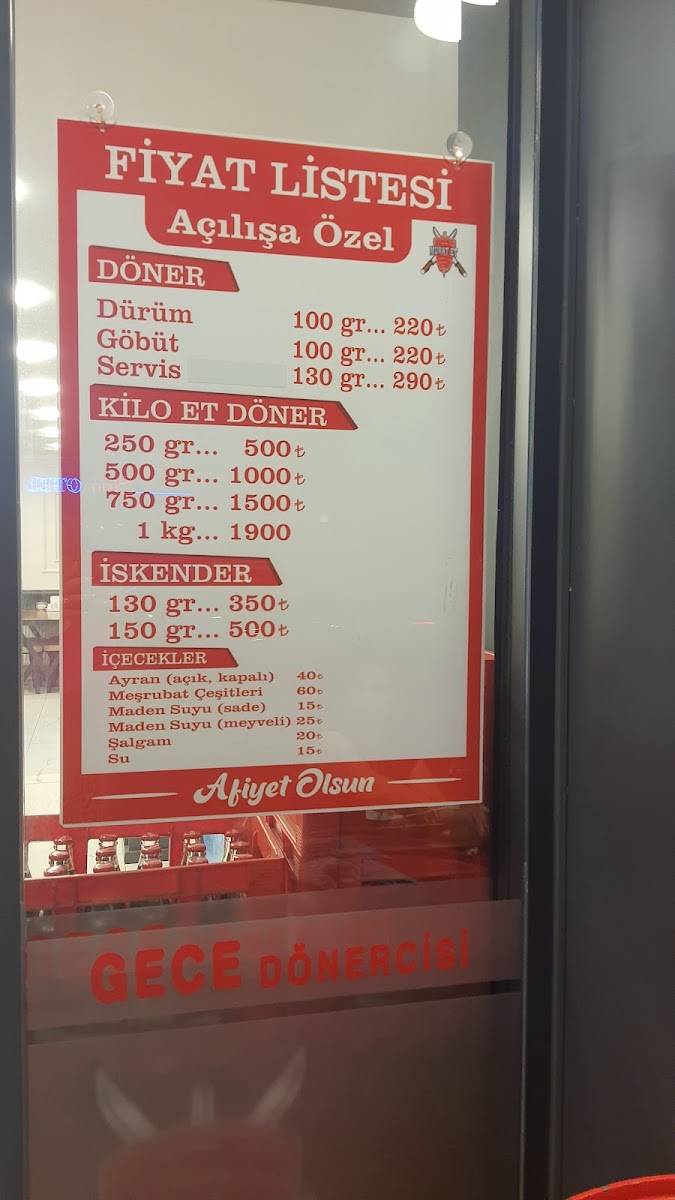 FİYAT LİSTESİ
Açılışa Özel
DÖNER
Dürüm 100 gr... 220₺
Göbüt 100 gr... 220₺
Servis 130 gr... 290₺
KİLO ET DÖNER
250 gr... 500₺
500 gr... 1000₺
750 gr... 1500₺
1 kg... 1900
İSKENDER
130 gr... 350₺
150 gr... 500₺
İÇECEKLER
Ayran (açık, kapalı) 40₺
Meşrubat Çeşitleri 60₺
Maden Suyu (sade) 15₺
Maden Suyu (meyveli) 25₺
Şalgam 20₺
Su 15₺
Afiyet Olsun
GECE DÖNERCİSİ